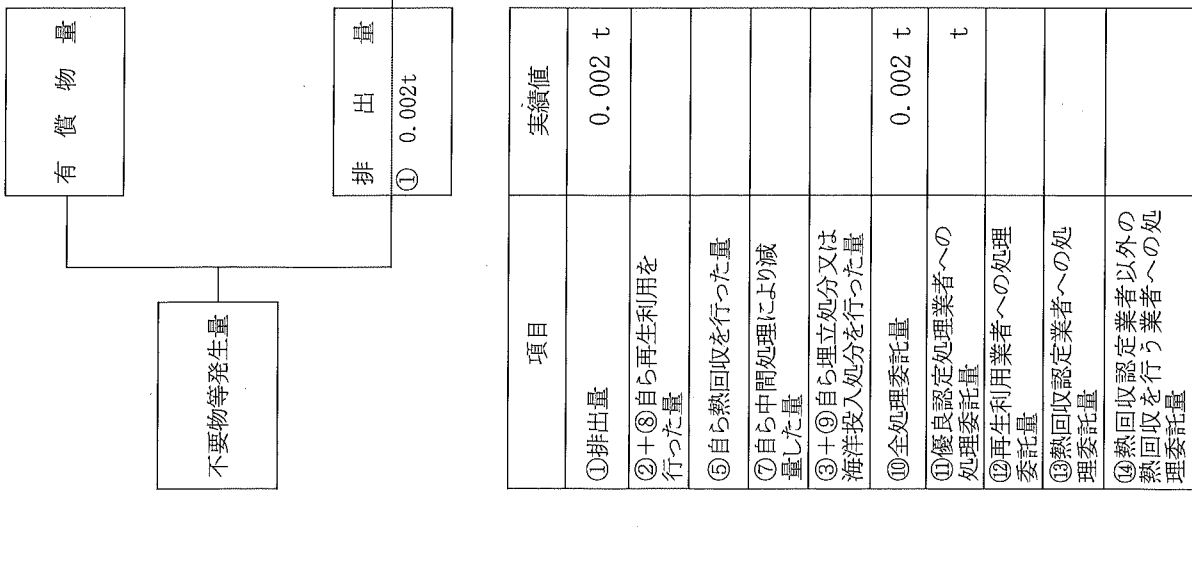 有償物量
不要物等発生量
排出量
① 0.002t
項目 実績値
①排出量 0.002 t
②+⑧自ら再生利用を
行った量
⑤自ら熱回収を行った量
⑦自ら中間処理により減
量した量
③+⑨自ら埋立処分又は
海洋投入処分を行った量
⑩全処理委託量 0.002 t
⑪優良認定処理業者への
処理委託量 t
⑫再生利用業者への処理
委託量
⑬熱回収認定業者への処
理委託量
⑭熱回収認定業者以外の
熱回収を行う業者への処
理委託量